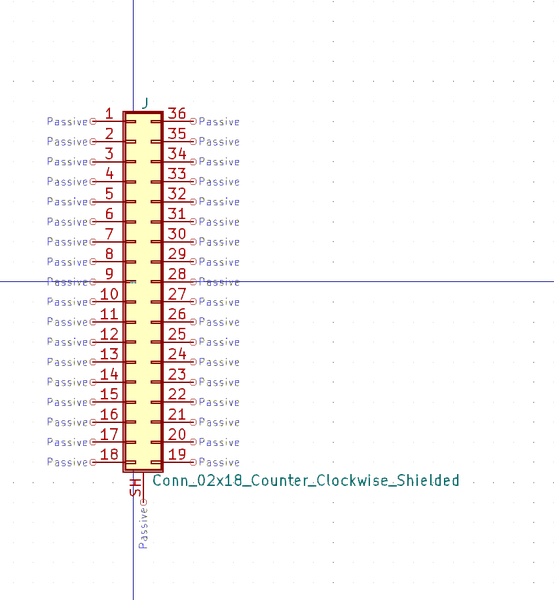 J
Passive 1 36 Passive
Passive 2 35 Passive
Passive 3 34 Passive
Passive 4 33 Passive
Passive 5 32 Passive
Passive 6 31 Passive
Passive 7 30 Passive
Passive 8 29 Passive
Passive 9 28 Passive
Passive 10 27 Passive
Passive 11 26 Passive
Passive 12 25 Passive
Passive 13 24 Passive
Passive 14 23 Passive
Passive 15 22 Passive
Passive 16 21 Passive
Passive 17 20 Passive
Passive 18 19 Passive
Conn_02x18_Counter_Clockwise_Shielded
SH
Passive